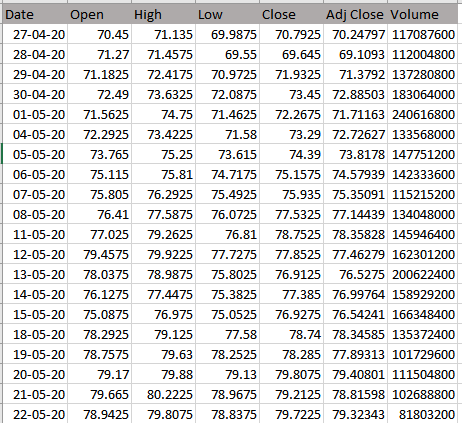 Date Open High Low Close Adj Close Volume
27-04-20 70.45 71.135 69.9875 70.7925 70.24797 117087600
28-04-20 71.27 71.4575 69.55 69.645 69.1093 112004800
29-04-20 71.1825 72.4175 70.9725 71.9325 71.3792 137280800
30-04-20 72.49 73.6325 72.0875 73.45 72.88503 183064000
01-05-20 71.5625 74.75 71.4625 72.2675 71.71163 240616800
04-05-20 72.2925 73.4225 71.58 73.29 72.72627 133568000
05-05-20 73.765 75.25 73.615 74.39 73.8178 147751200
06-05-20 75.115 75.81 74.7175 75.1575 74.57939 142333600
07-05-20 75.805 76.2925 75.4925 75.935 75.35091 115215200
08-05-20 76.41 77.5875 76.0725 77.5325 77.14439 134048000
11-05-20 77.025 79.2625 76.81 78.7525 78.35828 145946400
12-05-20 79.4575 79.9225 77.7275 77.8525 77.46279 162301200
13-05-20 78.0375 78.9875 75.8025 76.9125 76.5275 200622400
14-05-20 76.1275 77.4475 75.3825 77.385 76.99764 158929200
15-05-20 75.0875 76.975 75.0525 76.9275 76.54241 166348400
18-05-20 78.2925 79.125 77.58 78.74 78.34585 135372400
19-05-20 78.7575 79.63 78.2525 78.285 77.89313 101729600
20-05-20 79.17 79.88 79.13 79.8075 79.40801 111504800
21-05-20 79.665 80.2225 78.9675 79.2125 78.81598 102688800
22-05-20 78.9425 79.8075 78.8375 79.7225 79.32343 81803200